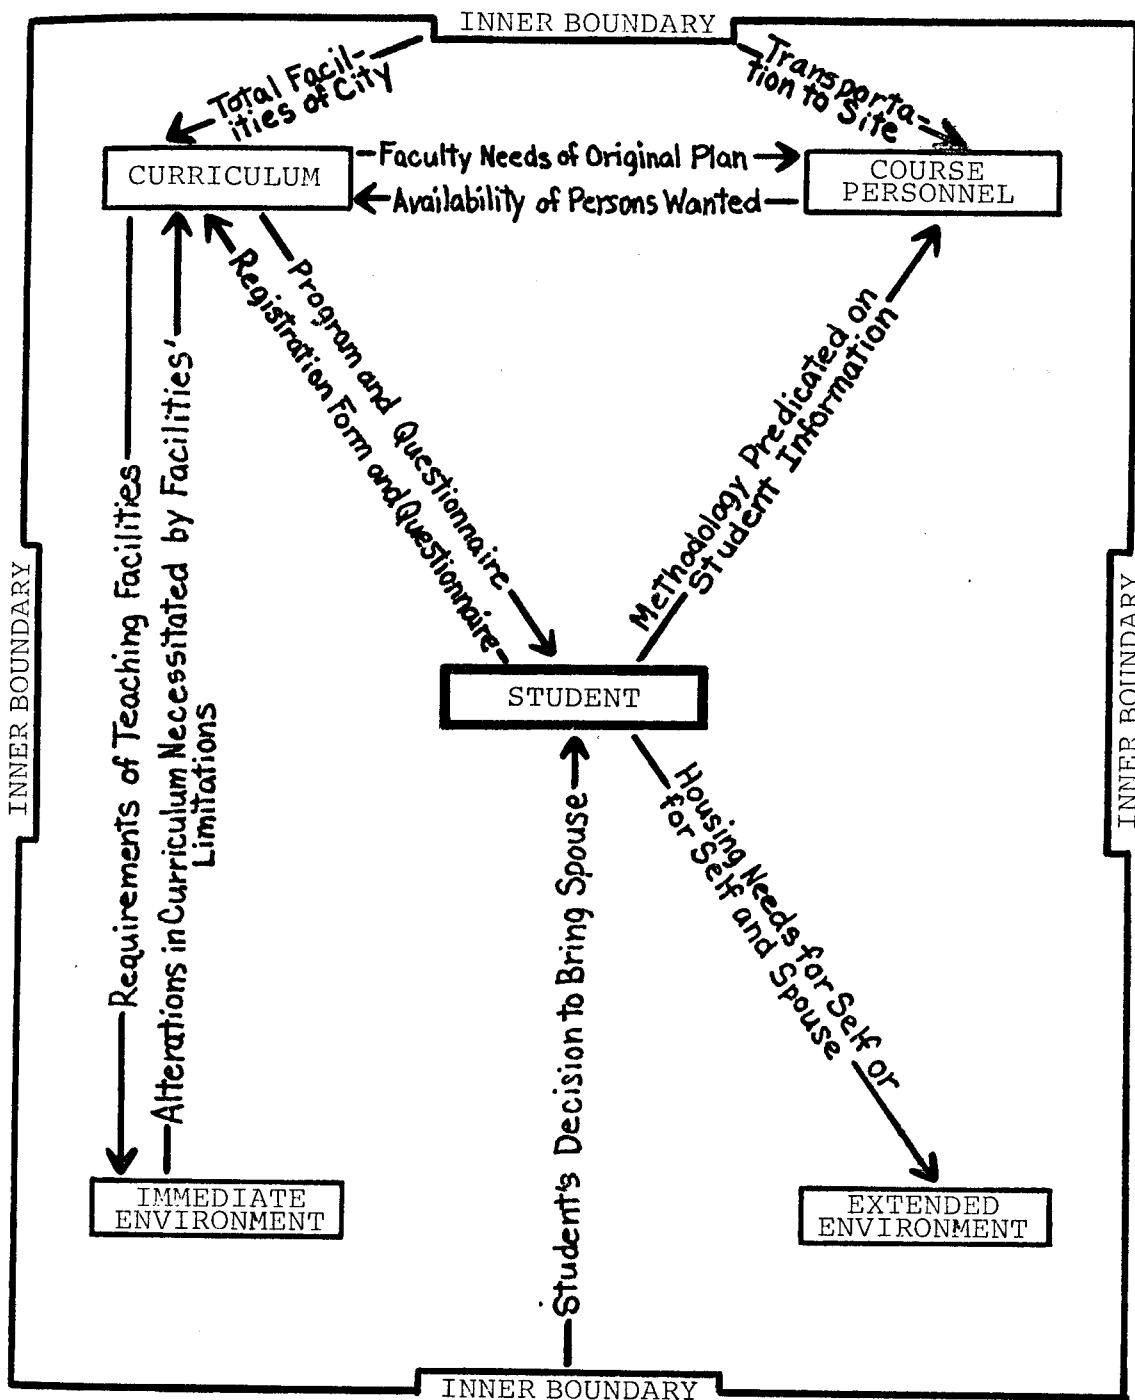 INNER BOUNDARY
Total Facil-
ities of City
Transporta-
tion to Site
CURRICULUM
Faculty Needs of Original Plan
Availability of Persons Wanted
COURSE
PERSONNEL
Program and Questionnaire
Registration Form and Questionnaire
Methodology Predicated on
Student Information
Requirements of Teaching Facilities
Alterations in Curriculum Necessitated by Facilities'
Limitations
INNER BOUNDARY
INNER BOUNDARY
STUDENT
Student's Decision to Bring Spouse
Housing Needs for Self or
for Self and Spouse
IMMEDIATE
ENVIRONMENT
EXTENDED
ENVIRONMENT
INNER BOUNDARY